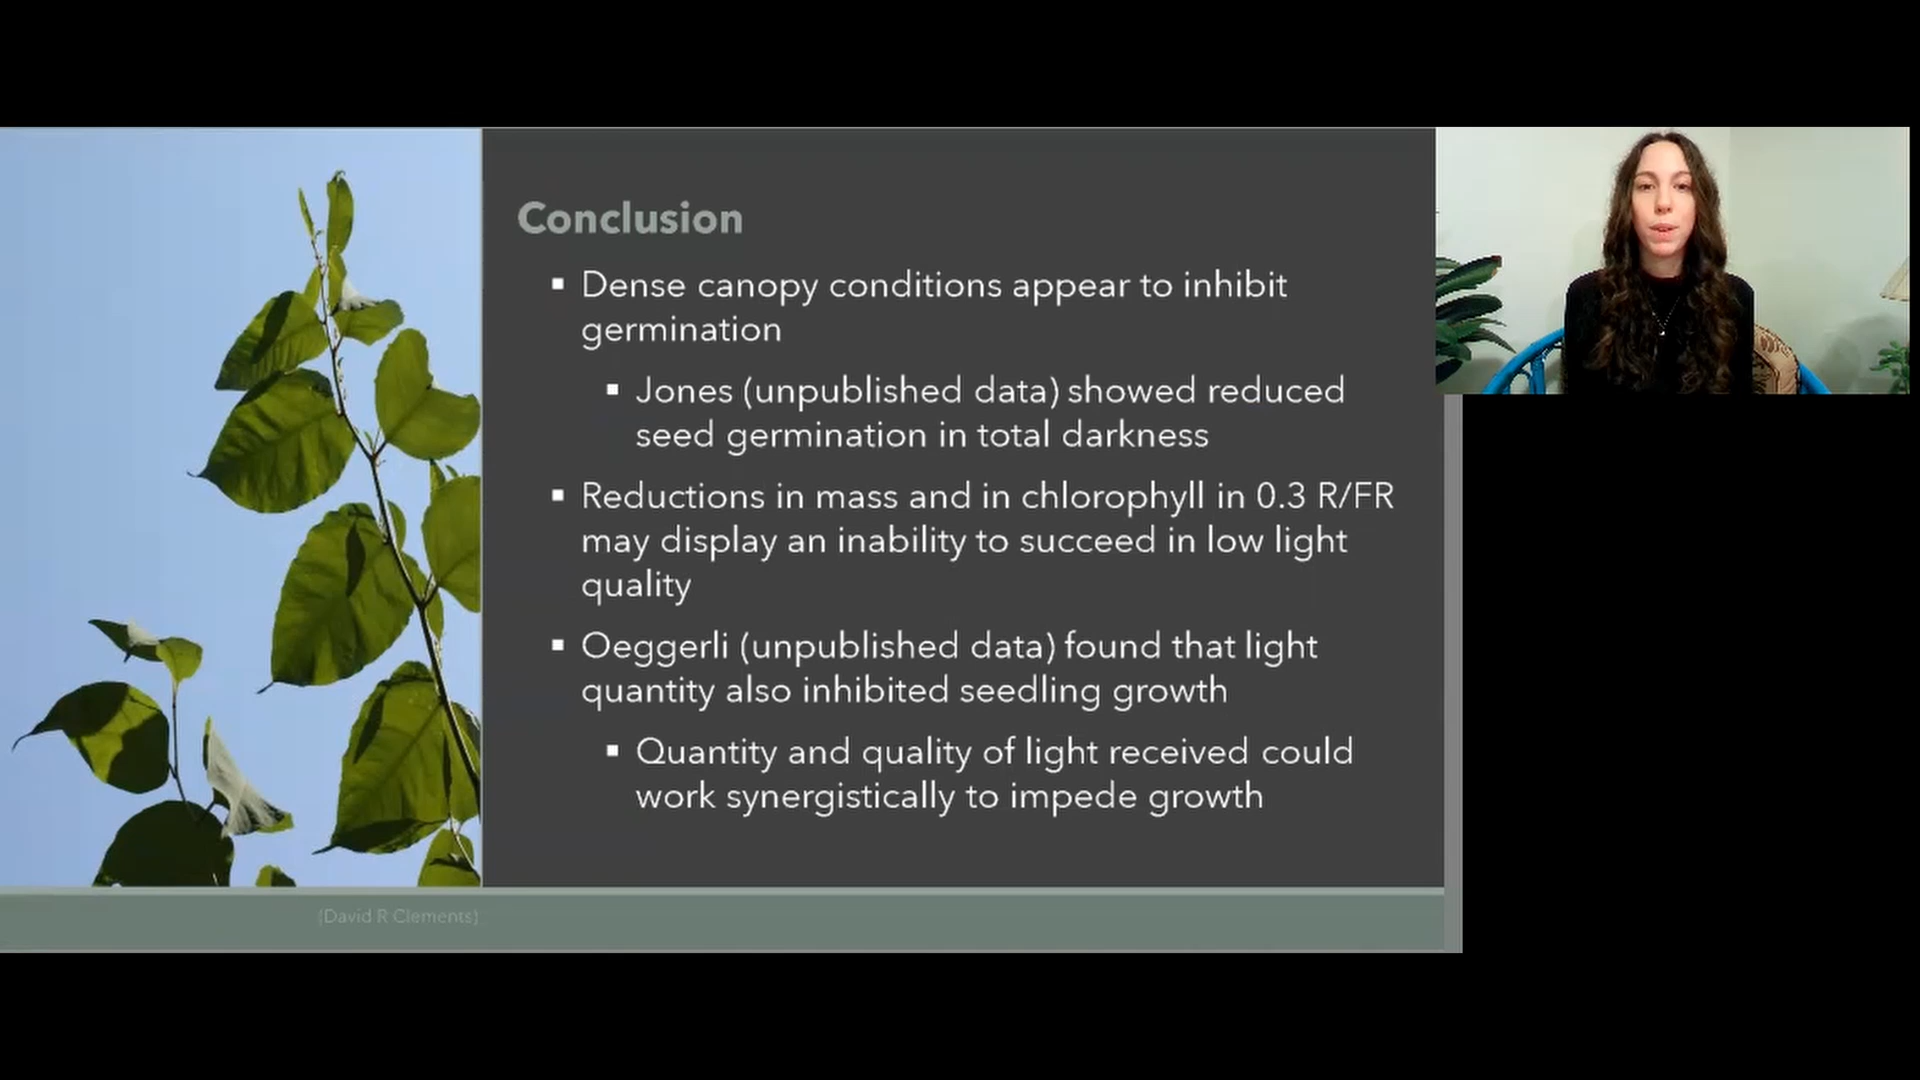 Conclusion
▪ Dense canopy conditions appear to inhibit
germination
▪ Jones (unpublished data) showed reduced
seed germination in total darkness
▪ Reductions in mass and in chlorophyll in 0.3 R/FR
may display an inability to succeed in low light
quality
▪ Oeggerli (unpublished data) found that light
quantity also inhibited seedling growth
▪ Quantity and quality of light received could
work synergistically to impede growth
(David R Clements)